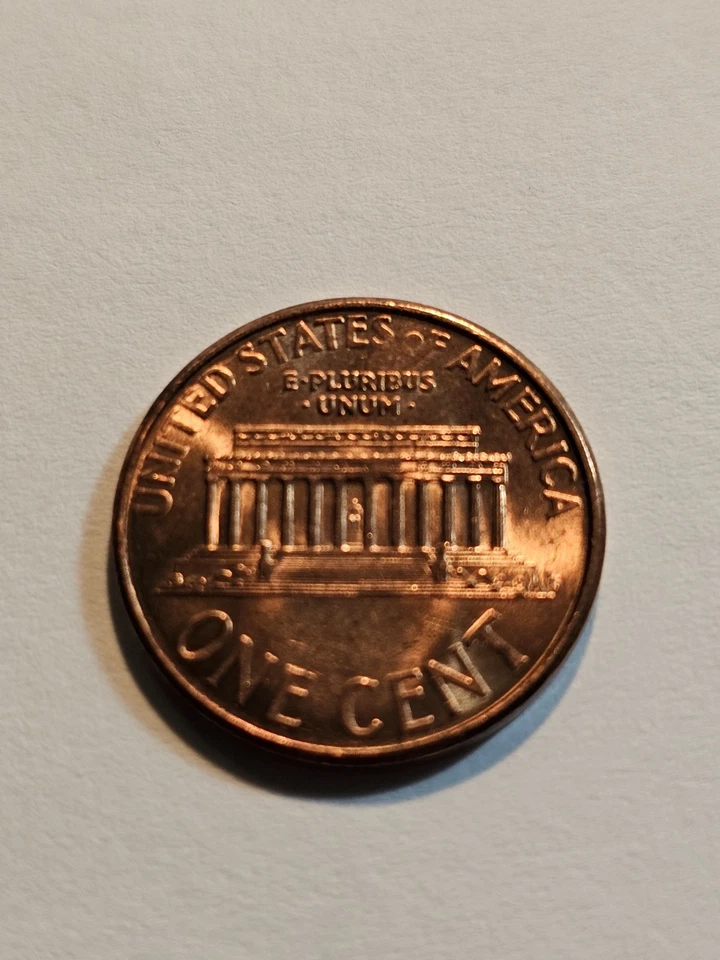 UNITED STATES OF AMERICA
E·PLURIBUS
·UNUM·
ONE CENT